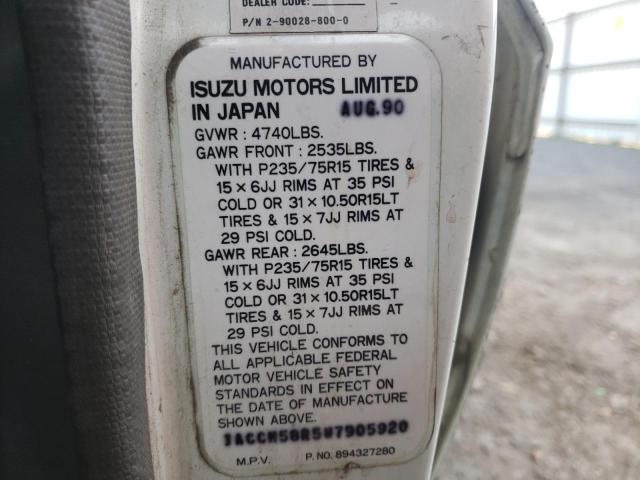 DEALER CODE:
P/N 2-90028-800-0
MANUFACTURED BY
ISUZU MOTORS LIMITED
IN JAPAN AUG.90
GVWR : 4740LBS.
GAWR FRONT : 2535LBS.
WITH P235/75R15 TIRES &
15 × 6JJ RIMS AT 35 PSI
COLD OR 31 × 10.50R15LT
TIRES & 15 × 7JJ RIMS AT
29 PSI COLD.
GAWR REAR : 2645LBS.
WITH P235/75R15 TIRES &
15 × 6JJ RIMS AT 35 PSI
COLD OR 31 × 10.50R15LT
TIRES & 15 × 7JJ RIMS AT
29 PSI COLD.
THIS VEHICLE CONFORMS TO
ALL APPLICABLE FEDERAL
MOTOR VEHICLE SAFETY
STANDARDS IN EFFECT ON
THE DATE OF MANUFACTURE
SHOWN ABOVE.
JACCH58R5W7905920
M.P.V. P. NO. 894327280